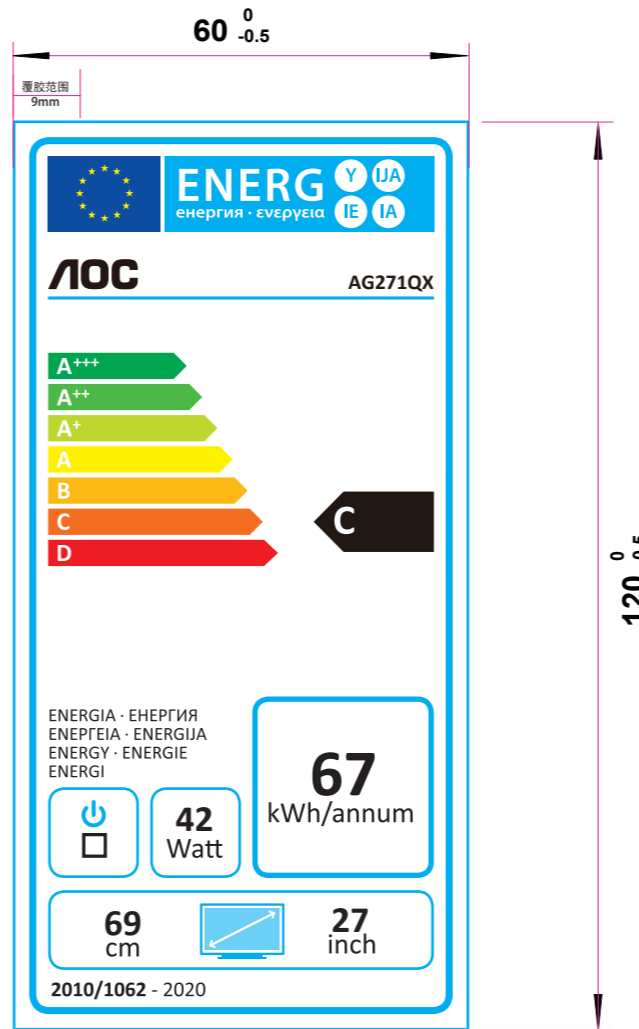 60 0 -0.5
覆胶范围
9mm
ENERG Y IJA
енергия · ενεργεια IE IA
AOC
AG271QX
A+++
A++
A+
A
B
C
D
C
120 0 -0.5
ENERGIA · ЕНЕРГИЯ
ΕΝΕΡΓΕΙΑ · ENERGIJA
ENERGY · ENERGIE
ENERGI
67
kWh/annum
42
Watt
69
cm
27
inch
2010/1062 - 2020